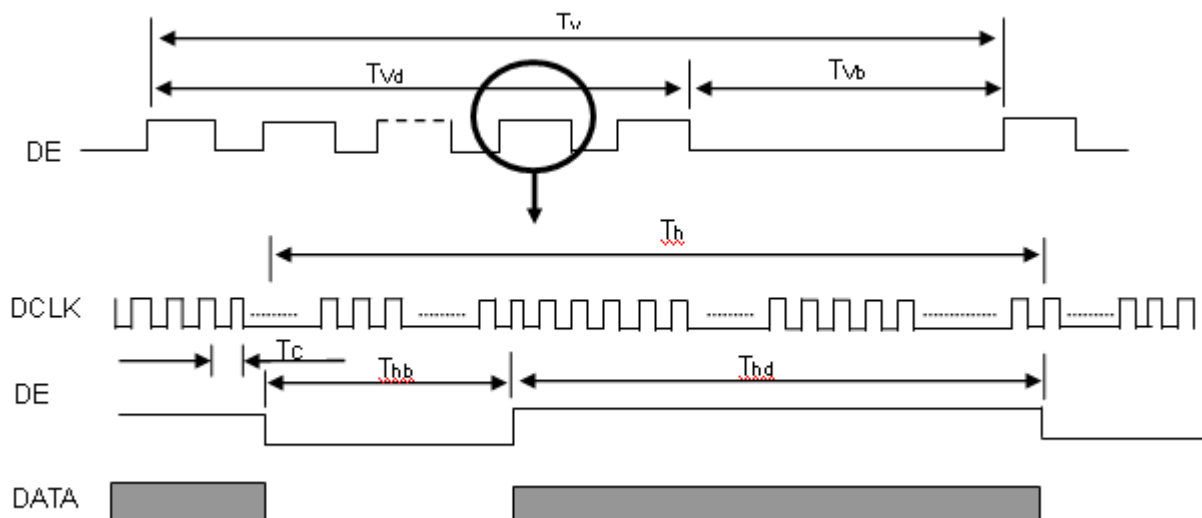 Tv
TVd
TVb
DE
Th
DCLK
TC
Thb
Thd
DE
DATA